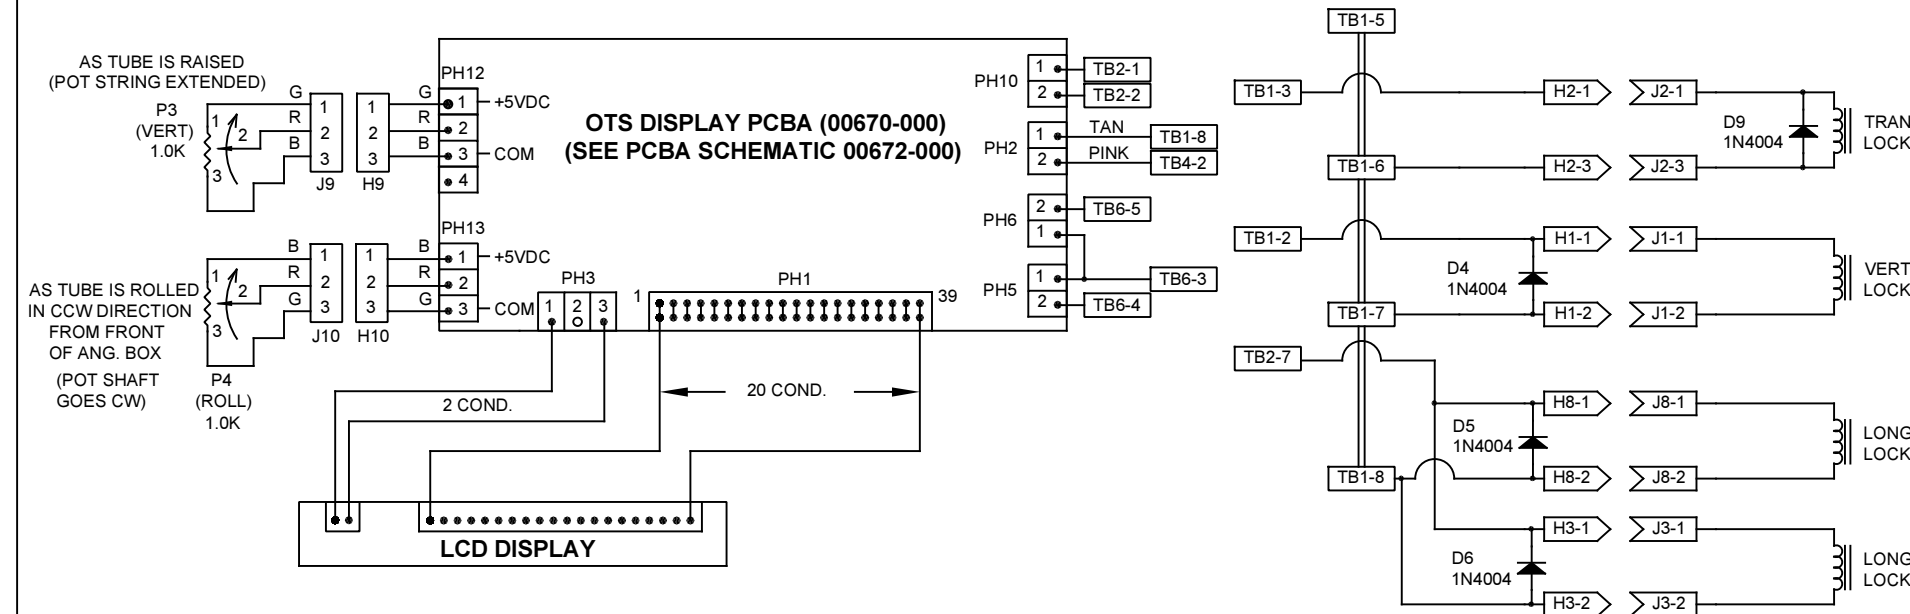 AS TUBE IS RAISED
(POT STRING EXTENDED)
P3
(VERT)
1.0K
1
2
3
G
R
B
1
2
3
J9
1
2
3
H9
G
R
B
PH12
1
2
3
4
+5VDC
COM
OTS DISPLAY PCBA (00670-000)
(SEE PCBA SCHEMATIC 00672-000)
AS TUBE IS ROLLED
IN CCW DIRECTION
FROM FRONT
OF ANG. BOX
(POT SHAFT
GOES CW)
P4
(ROLL)
1.0K
1
2
3
B
R
G
1
2
3
J10
1
2
3
H10
B
R
G
PH13
1
2
3
+5VDC
COM
PH3
1
2
3
PH1
1
39
2 COND.
20 COND.
LCD DISPLAY
PH10
1
2
TB2-1
TB2-2
PH2
1
2
TAN
PINK
TB1-8
TB4-2
PH6
2
1
TB6-5
PH5
1
2
TB6-3
TB6-4
TB1-5
TB1-3
H2-1
J2-1
D9
1N4004
TRAN
LOCK
TB1-6
H2-3
J2-3
TB1-2
H1-1
J1-1
D4
1N4004
VERT
LOCK
TB1-7
H1-2
J1-2
TB2-7
H8-1
J8-1
D5
1N4004
LONG
LOCK
TB1-8
H8-2
J8-2
H3-1
J3-1
D6
1N4004
LONG
LOCK
H3-2
J3-2